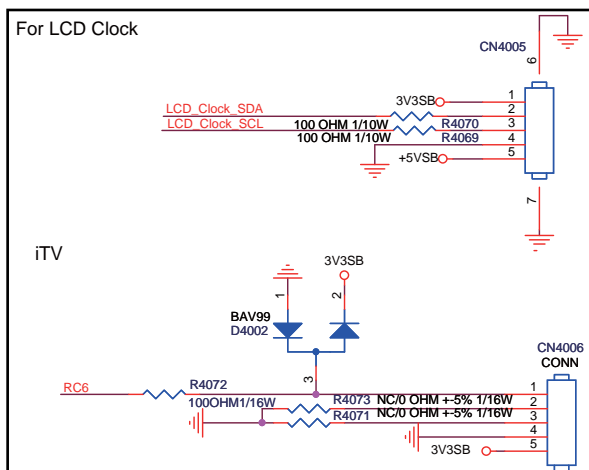 For LCD Clock
CN4005
6
3V3SB
1
LCD_Clock_SDA
2
LCD_Clock_SCL
100 OHM 1/10W
R4070
3
100 OHM 1/10W
R4069
4
+5VSB
5
7
iTV
3V3SB
1
2
BAV99
D4002
CN4006
CONN
3
RC6
R4072
1
100OHM1/16W
R4073
NC/0 OHM +-5% 1/16W
2
R4071
NC/0 OHM +-5% 1/16W
3
4
3V3SB
5